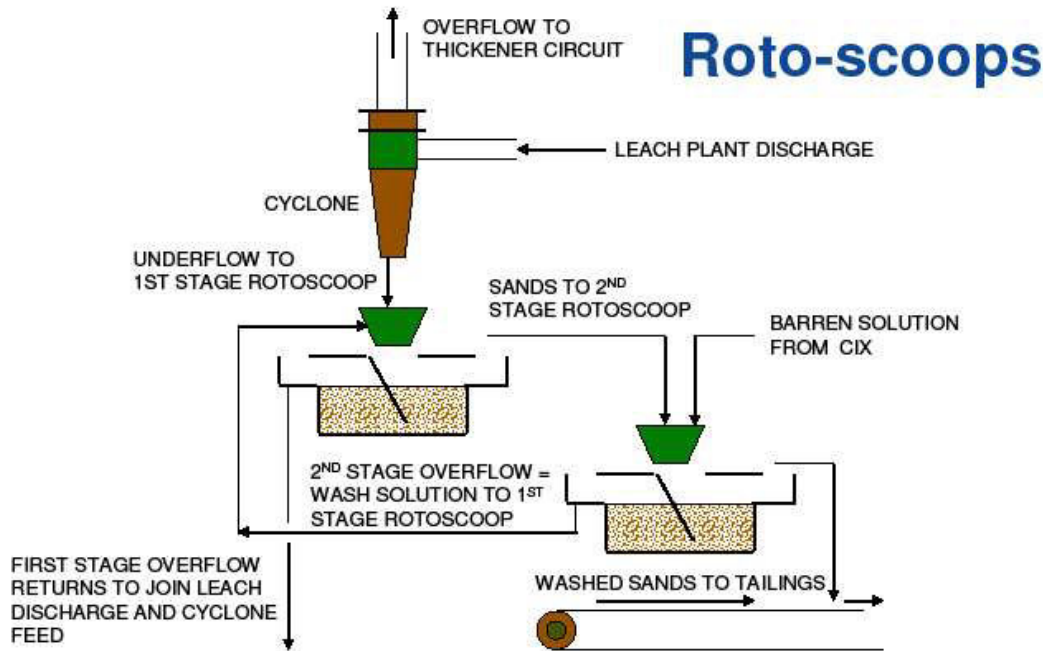 OVERFLOW TO
THICKENER CIRCUIT
Roto-scoops
LEACH PLANT DISCHARGE
CYCLONE
UNDERFLOW TO
1ST STAGE ROTOSCOOP
SANDS TO 2ND
STAGE ROTOSCOOP
BARREN SOLUTION
FROM CIX
2ND STAGE OVERFLOW =
WASH SOLUTION TO 1ST
STAGE ROTOSCOOP
FIRST STAGE OVERFLOW
RETURNS TO JOIN LEACH
DISCHARGE AND CYCLONE
FEED
WASHED SANDS TO TAILINGS